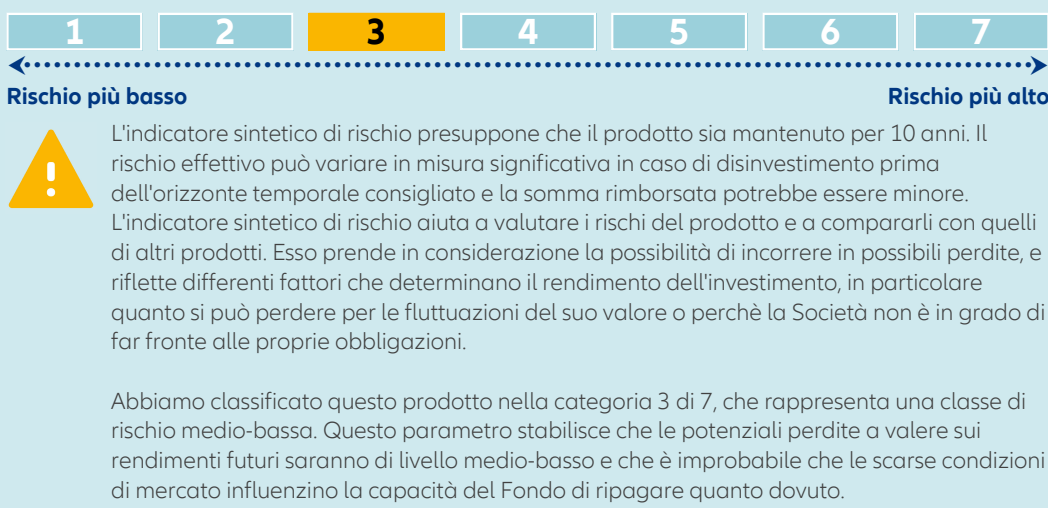 1 2 3 4 5 6 7
Rischio più basso Rischio più alto
L'indicatore sintetico di rischio presuppone che il prodotto sia mantenuto per 10 anni. Il
rischio effettivo può variare in misura significativa in caso di disinvestimento prima
dell'orizzonte temporale consigliato e la somma rimborsata potrebbe essere minore.
L'indicatore sintetico di rischio aiuta a valutare i rischi del prodotto e a compararli con quelli
di altri prodotti. Esso prende in considerazione la possibilità di incorrere in possibili perdite, e
riflette differenti fattori che determinano il rendimento dell'investimento, in particolare
quanto si può perdere per le fluttuazioni del suo valore o perchè la Società non è in grado di
far fronte alle proprie obbligazioni.
Abbiamo classificato questo prodotto nella categoria 3 di 7, che rappresenta una classe di
rischio medio-bassa. Questo parametro stabilisce che le potenziali perdite a valere sui
rendimenti futuri saranno di livello medio-basso e che è improbabile che le scarse condizioni
di mercato influenzino la capacità del Fondo di ripagare quanto dovuto.